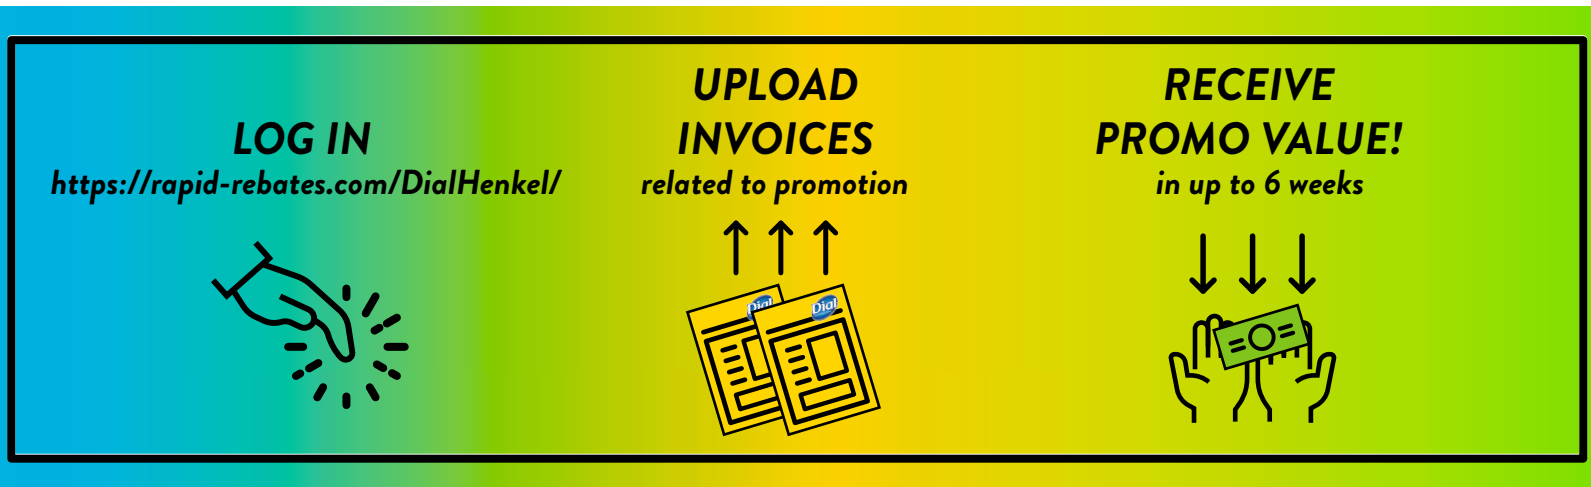 LOG IN
https://rapid-rebates.com/DialHenkel/
UPLOAD
INVOICES
related to promotion
Dial
Dial
RECEIVE
PROMO VALUE!
in up to 6 weeks